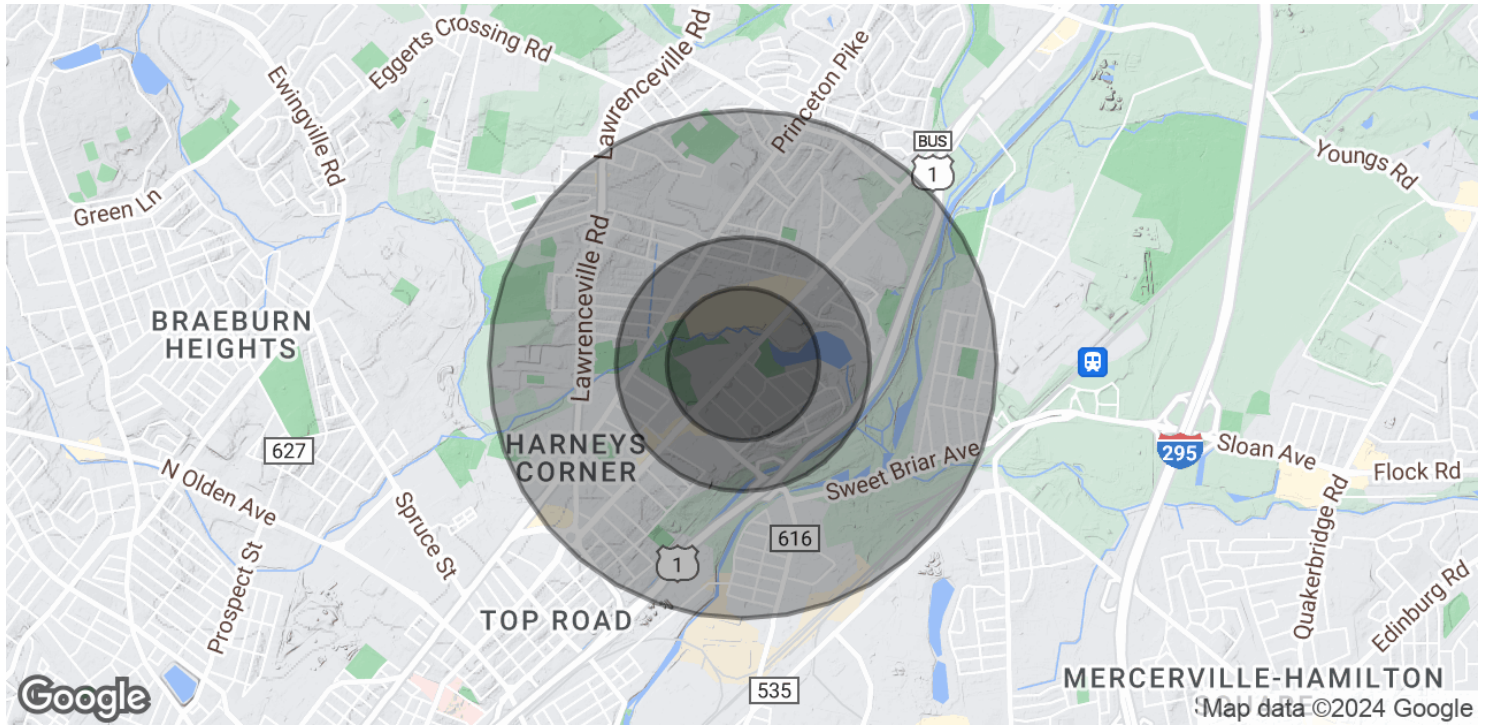 Eggerts Crossing Rd
Lawrenceville Rd
Princeton Pike
Ewingville Rd
BUS
1
Youngs Rd
Green Ln
Lawrenceville Rd
BRAEBURN
HEIGHTS
627
HARNEYS
CORNER
Sweet Briar Ave
295
Sloan Ave
Flock Rd
N Olden Ave
Spruce St
Prospect St
616
1
TOP ROAD
Quakerbridge Rd
Edinburg Rd
535
MERCERVILLE-HAMILTON
SQUARE
Google
Map data ©2024 Google